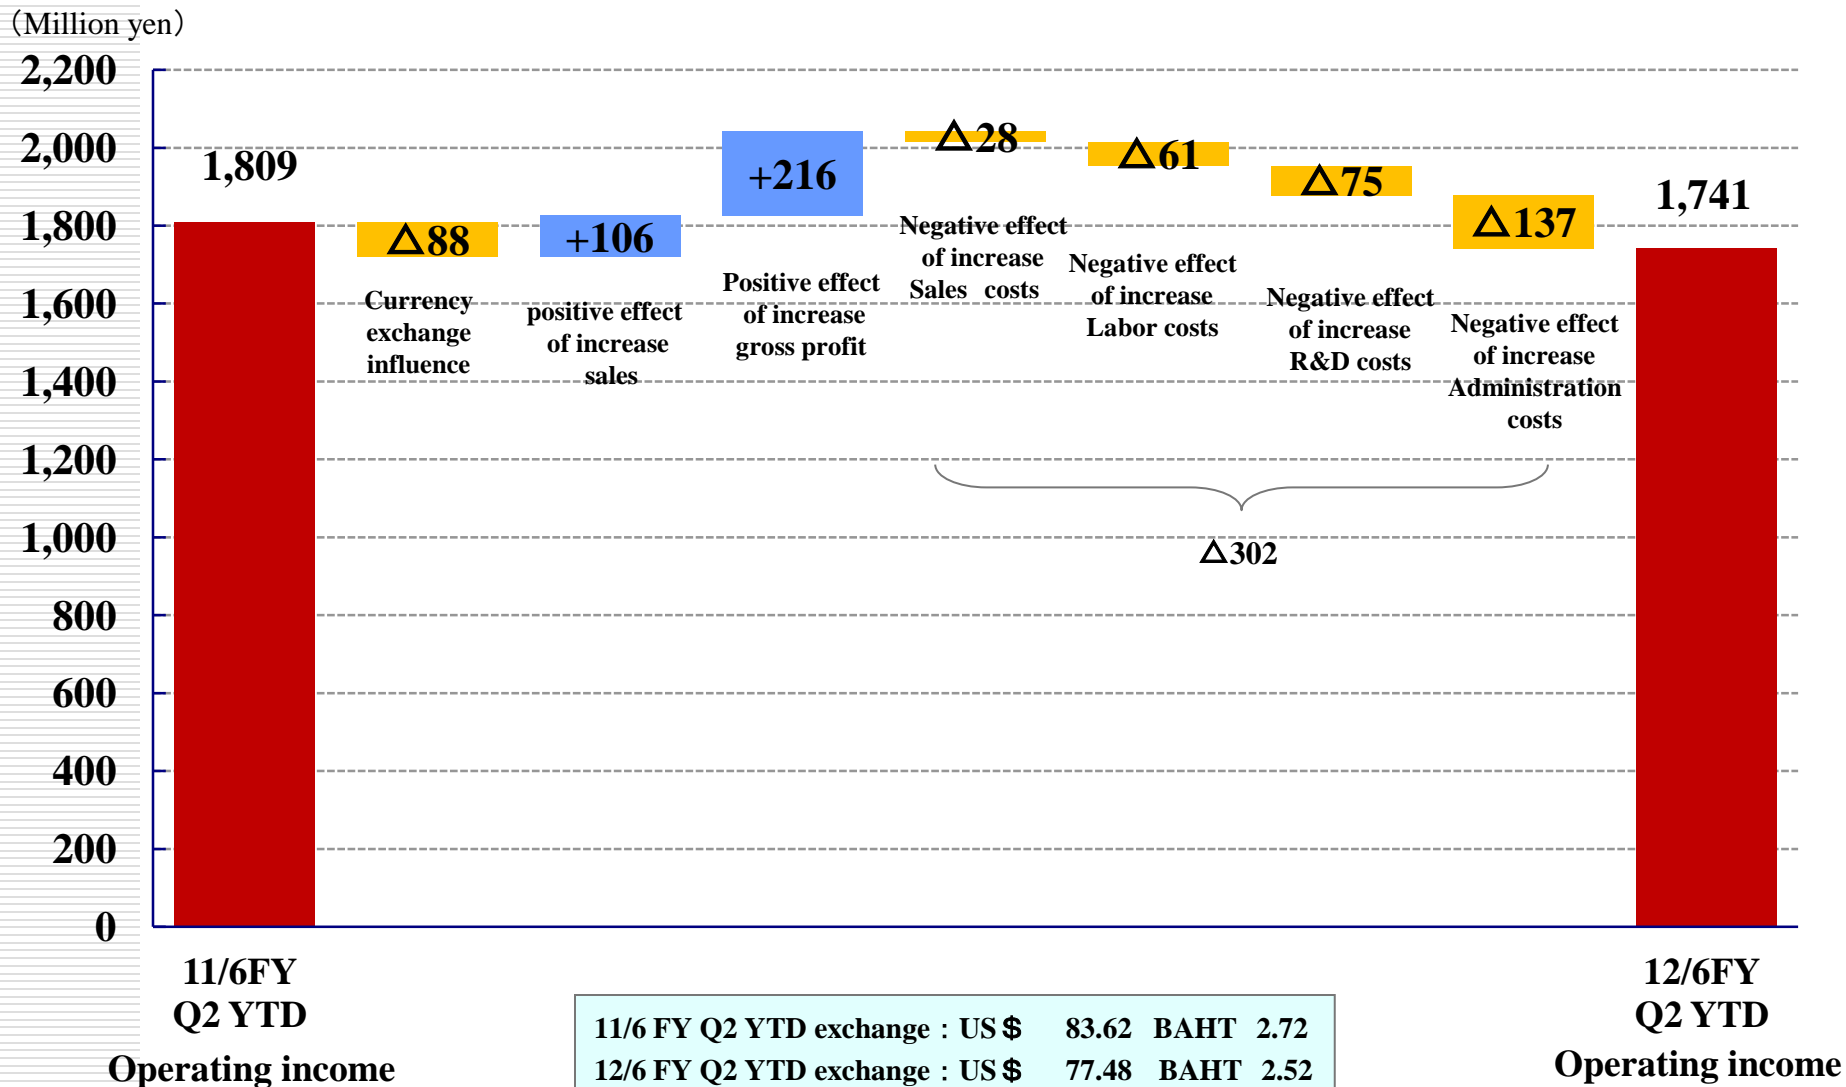 （Million yen）
2,200
2,000
1,800
1,600
1,400
1,200
1,000
800
600
400
200
0
1,809
△88
+106
+216
△28
△61
△75
△137
1,741
Currency
exchange
influence
positive effect
of increase
sales
Positive effect
of increase
gross profit
Negative effect
of increase
Sales costs
Negative effect
of increase
Labor costs
Negative effect
of increase
R&D costs
Negative effect
of increase
Administration
costs
△302
11/6FY
Q2 YTD
Operating income
12/6FY
Q2 YTD
Operating income
11/6 FY Q2 YTD exchange：US＄ 83.62 BAHT 2.72
12/6 FY Q2 YTD exchange：US＄ 77.48 BAHT 2.52